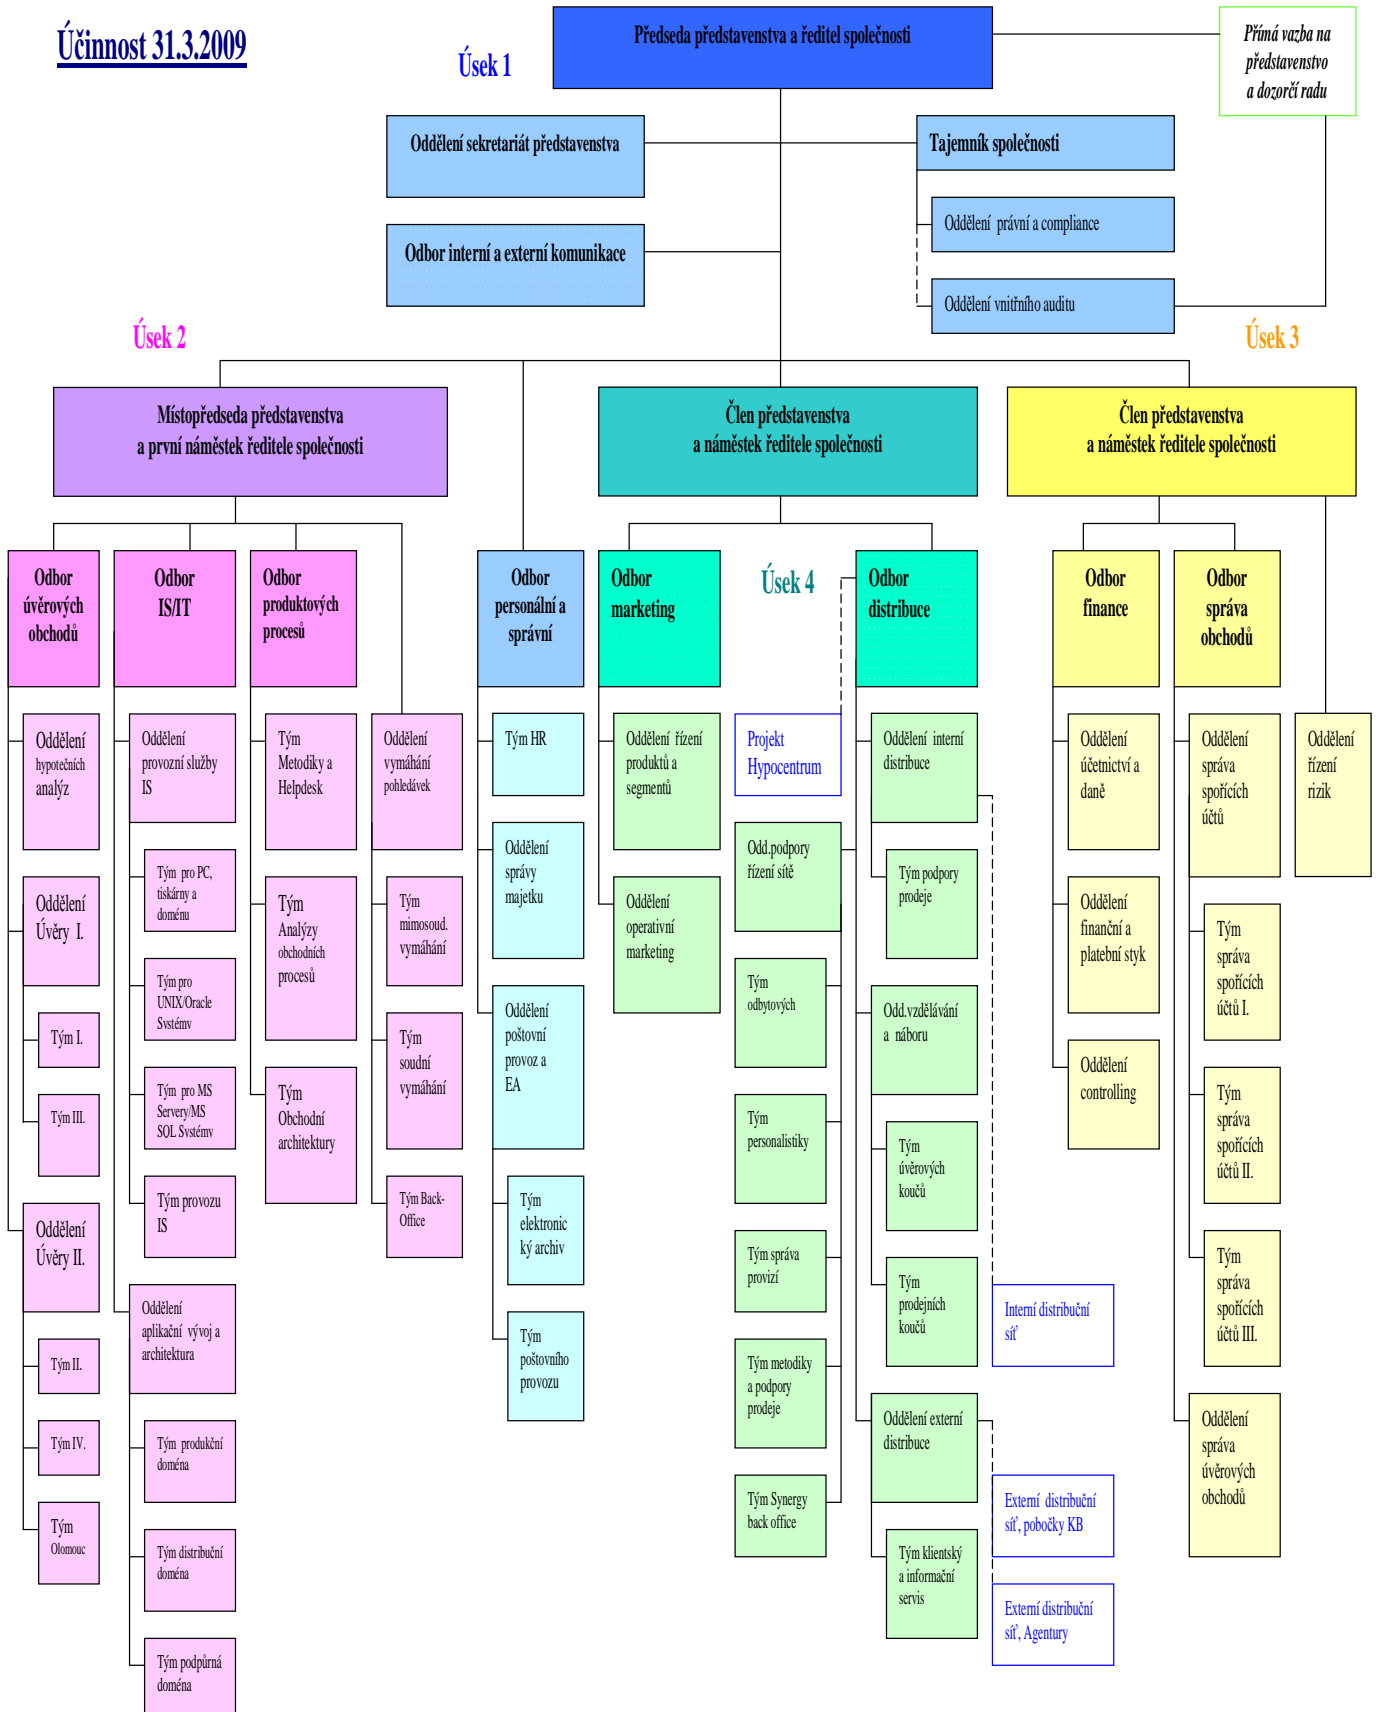 Účinnost 31.3.2009
Úsek 1
Předseda představenstva a ředitel společnosti
Přímá vazba na
představenstvo
a dozorčí radu
Oddělení sekretariát představenstva
Tajemník společnosti
Oddělení právní a compliance
Odbor interní a externí komunikace
Oddělení vnitřního auditu
Úsek 2
Úsek 3
Místopředseda představenstva
a první náměstek ředitele společnosti
Člen představenstva
a náměstek ředitele společnosti
Člen představenstva
a náměstek ředitele společnosti
Odbor
úvěrových
obchodů
Odbor
IS/IT
Odbor
produktových
procesů
Odbor
personální a
správní
Odbor
marketing
Úsek 4
Odbor
distribuce
Odbor
finance
Odbor
správa
obchodů
Oddělení
hypotečních
analýz
Oddělení
Úvěry I.
Tým I.
Tým III.
Oddělení
Úvěry II.
Tým II.
Tým IV.
Tým
Olomouc
Oddělení
provozní služby
IS
Tým pro PC,
tiskárny a
doménu
Tým pro
UNIX/Oracle
Systémy
Tým pro MS
Servery/MS
SQL Systémy
Tým provozu
IS
Oddělení
aplikační vývoj a
architektura
Tým produkční
doména
Tým distribuční
doména
Tým podpůrná
doména
Tým
Metodiky a
Helpdesk
Tým
Analýzy
obchodních
procesů
Tým
Obchodní
architektury
Oddělení
vymáhání
pohledávek
Tým
mimosoud.
vymáhání
Tým
soudní
vymáhání
Tým Back-
Office
Tým HR
Oddělení
správy
majetku
Oddělení
poštovní
provoz a
EA
Tým
elektronic
ký archiv
Tým
poštovního
provozu
Oddělení řízení
produktů a
segmentů
Oddělení
operativní
marketing
Projekt
Hypocentrum
Odd.podpory
řízení sítě
Tým
odbytových
Tým
personalistiky
Tým správa
provizí
Tým metodiky
a podpory
prodeje
Tým Synergy
back office
Oddělení interní
distribuce
Tým podpory
prodeje
Odd.vzdělávání
a náboru
Tým
úvěrových
koučů
Tým
prodejních
koučů
Oddělení externí
distribuce
Tým klientský
a informační
servis
Interní distribuční
síť
Externí distribuční
síť, pobočky KB
Externí distribuční
síť, Agentury
Oddělení
účetnictví a
daně
Oddělení
finanční a
platební styk
Oddělení
controlling
Oddělení
správa
spořících
účtů
Tým
správa
spořících
účtů I.
Tým
správa
spořících
účtů II.
Tým
správa
spořících
účtů III.
Oddělení
správa
úvěrových
obchodů
Oddělení
řízení
rizik